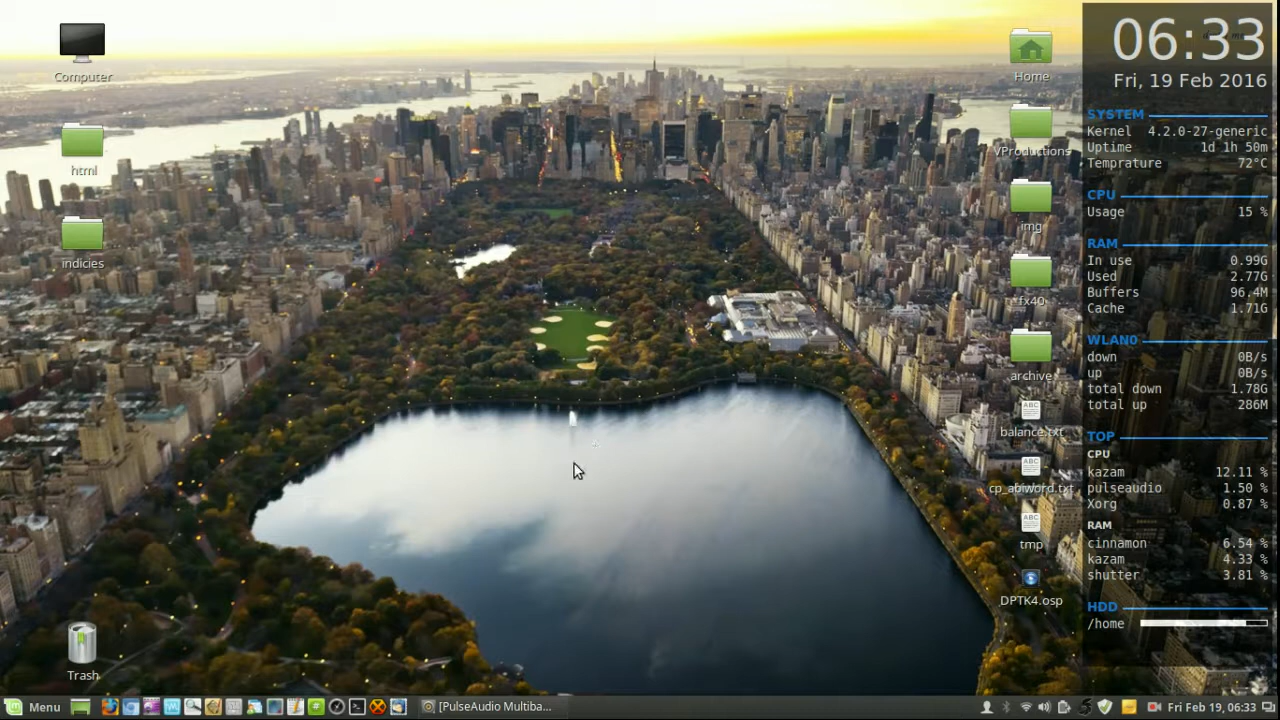 Computer
html
indicies
Trash
Home
VProductions
img
fx40
archive
balance.txt
cp_abiword.txt
tmp
DPTK4.osp
06:33
Fri, 19 Feb 2016
SYSTEM
Kernel 4.2.0-27-generic
Uptime 1d 1h 50m
Temprature 72°C
CPU
Usage 15 %
RAM
In use 0.99G
Used 2.77G
Buffers 96.4M
Cache 1.71G
WLAN0
down 0B/s
up 0B/s
total down 1.78G
total up 286M
TOP
CPU
kazam 12.11 %
pulseaudio 1.50 %
Xorg 0.87 %
RAM
cinnamon 6.54 %
kazam 4.33 %
shutter 3.81 %
HDD
/home
Menu
[PulseAudio Multiba...
Fri Feb 19, 06:33